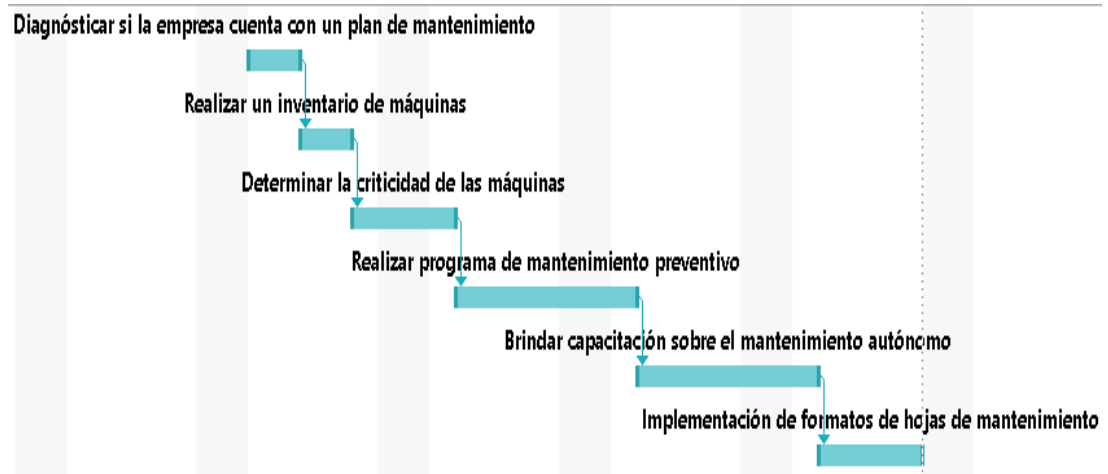 Diagnósticar si la empresa cuenta con un plan de mantenimiento
Realizar un inventario de máquinas
Determinar la criticidad de las máquinas
Realizar programa de mantenimiento preventivo
Brindar capacitación sobre el mantenimiento autónomo
Implementación de formatos de hojas de mantenimiento